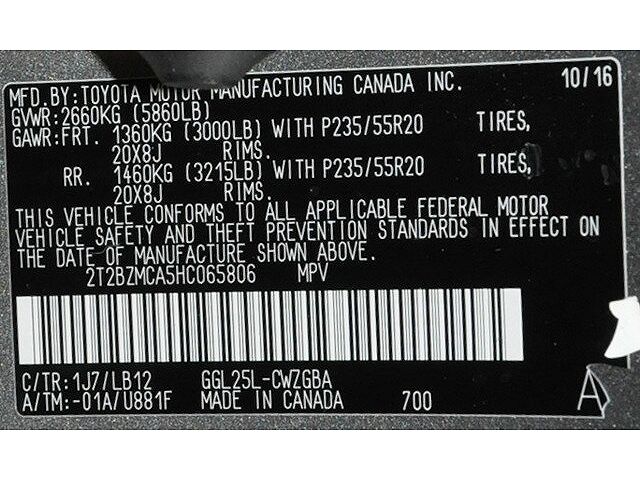 MFD.BY:TOYOTA MOTOR MANUFACTURING CANADA INC. 10/16
GVWR:2660KG (5860LB)
GAWR:FRT. 1360KG (3000LB) WITH P235/55R20 TIRES,
20X8J RIMS.
RR. 1460KG (3215LB) WITH P235/55R20 TIRES,
20X8J RIMS.
THIS VEHICLE CONFORMS TO ALL APPLICABLE FEDERAL MOTOR
VEHICLE SAFETY AND THEFT PREVENTION STANDARDS IN EFFECT ON
THE DATE OF MANUFACTURE SHOWN ABOVE.
2T2BZMCA5HC065806 MPV
C/TR:1J7/LB12 GGL25L-CWZGBA
A/TM:-01A/U881F MADE IN CANADA 700
A